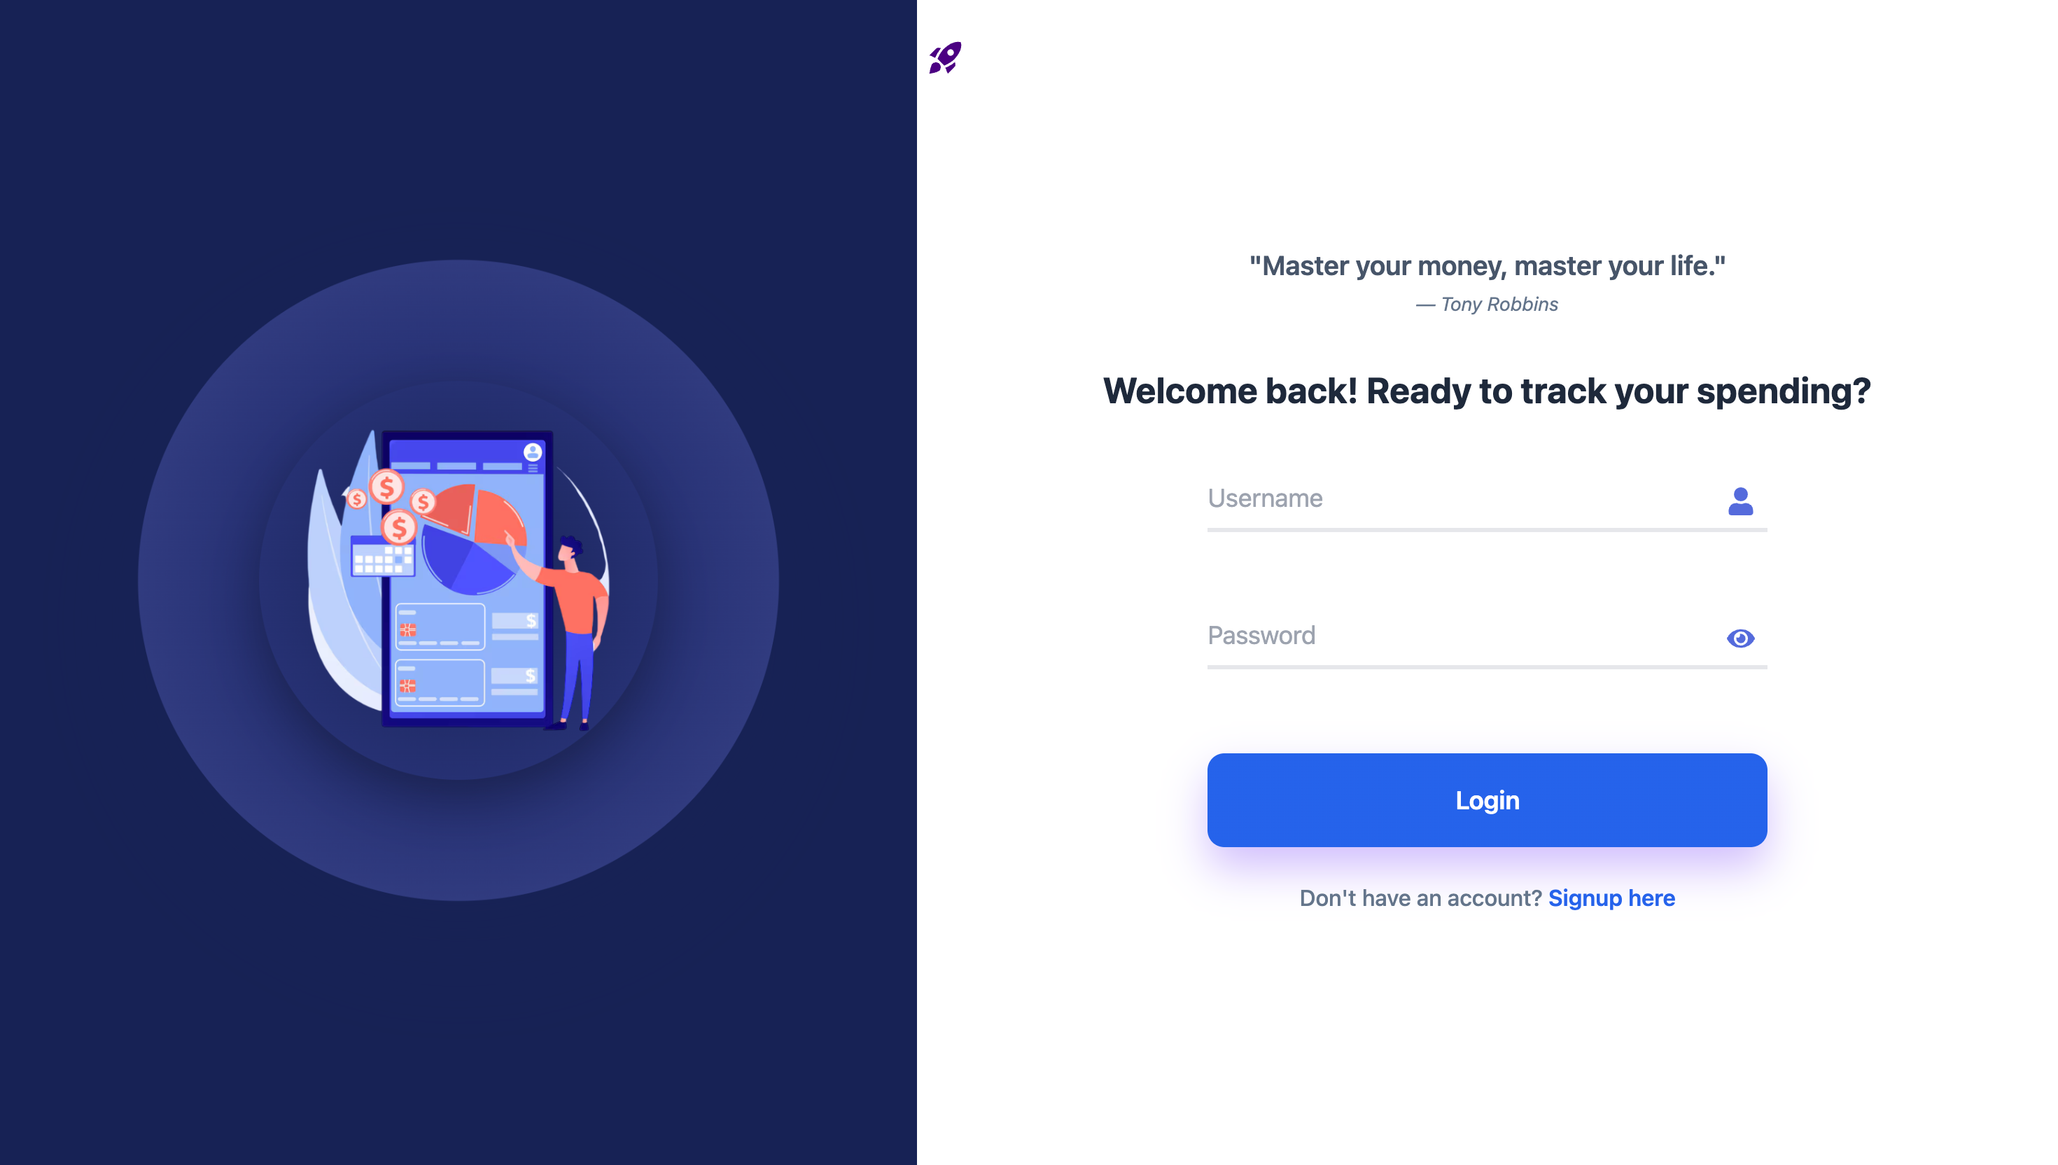 "Master your money, master your life."
— Tony Robbins
Welcome back! Ready to track your spending?
Username
Password
Login
Don't have an account? Signup here